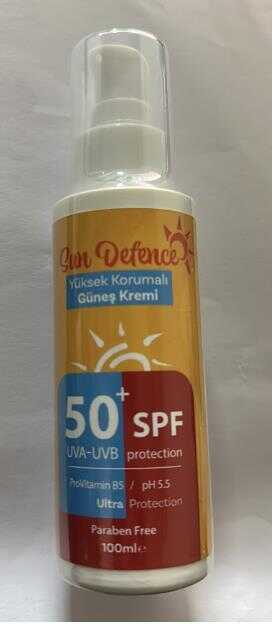 Sun Defence
Yüksek Korumalı
Güneş Kremi
50+ SPF
UVA-UVB protection
ProVitamin B5 / pH 5.5
Ultra Protection
Paraben Free
100ml℮